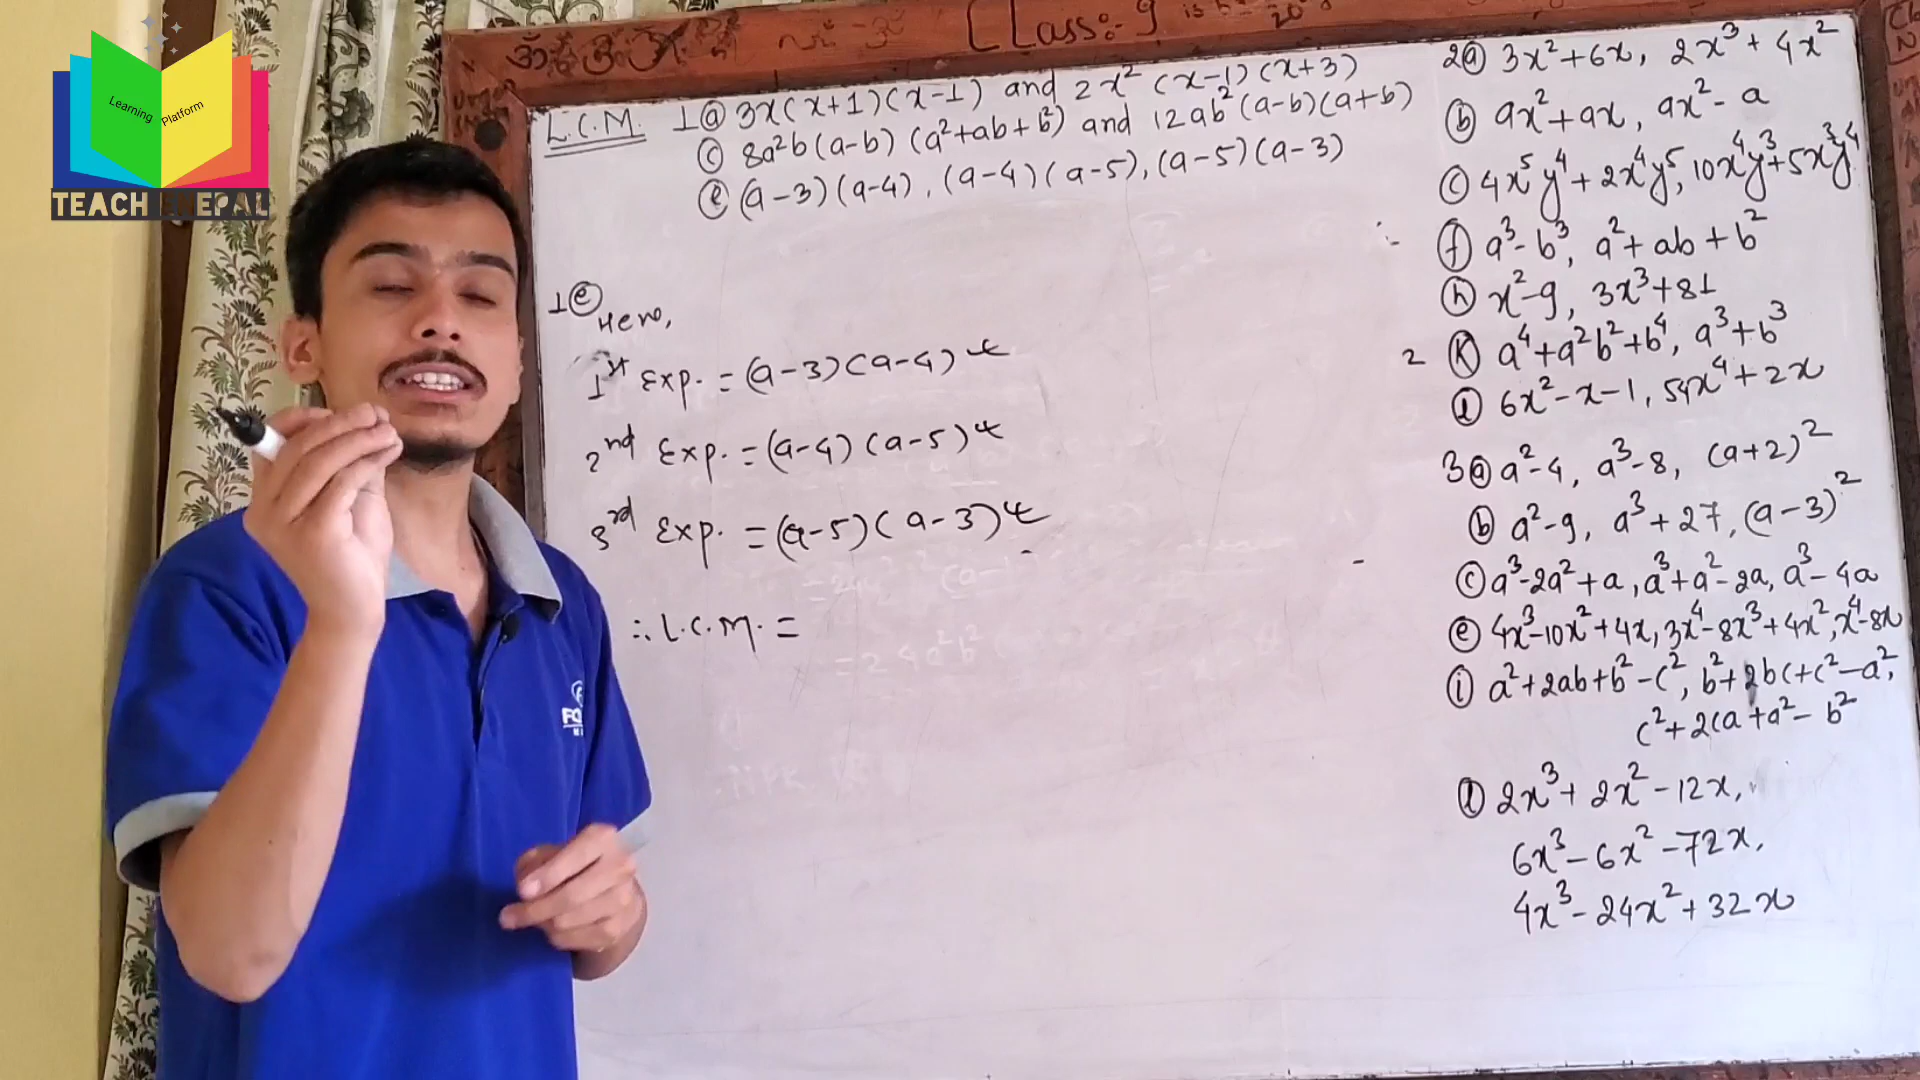 Learning Platform
TEACH ENEPAL
Class:- 9
L.C.M. 1ⓐ 3x(x+1)(x-1) and 2x²(x-1)(x+3)
ⓒ 8a²b(a-b)(a²+ab+b²) and 12ab²(a-b)(a+b)
ⓔ (a-3)(a-4), (a-4)(a-5), (a-5)(a-3)
1ⓔ
Here,
1st Exp. = (a-3)(a-4)
2nd Exp. = (a-4)(a-5)
3rd Exp. = (a-5)(a-3)
∴ L.C.M. =
2ⓐ 3x²+6x, 2x³+4x²
ⓑ ax²+ax, ax²-a
ⓒ 4x⁵y⁴+2x⁴y⁵, 10x⁴y³+5x³y⁴
ⓕ a³-b³, a²+ab+b²
ⓗ x²-9, 3x³+81
2 ⓚ a⁴+a²b²+b⁴, a³+b³
ⓛ 6x²-x-1, 54x⁴+2x
3ⓐ a²-4, a³-8, (a+2)²
ⓑ a²-9, a³+27, (a-3)²
ⓒ a³-2a²+a, a³+a²-2a, a³-4a
ⓔ 4x³-10x²+4x, 3x⁴-8x³+4x², x⁴-8x
ⓘ a²+2ab+b²-c², b²+2bc+c²-a²,
c²+2ca+a²-b²
ⓛ 2x³+2x²-12x,
6x³-6x²-72x,
4x³-24x²+32x